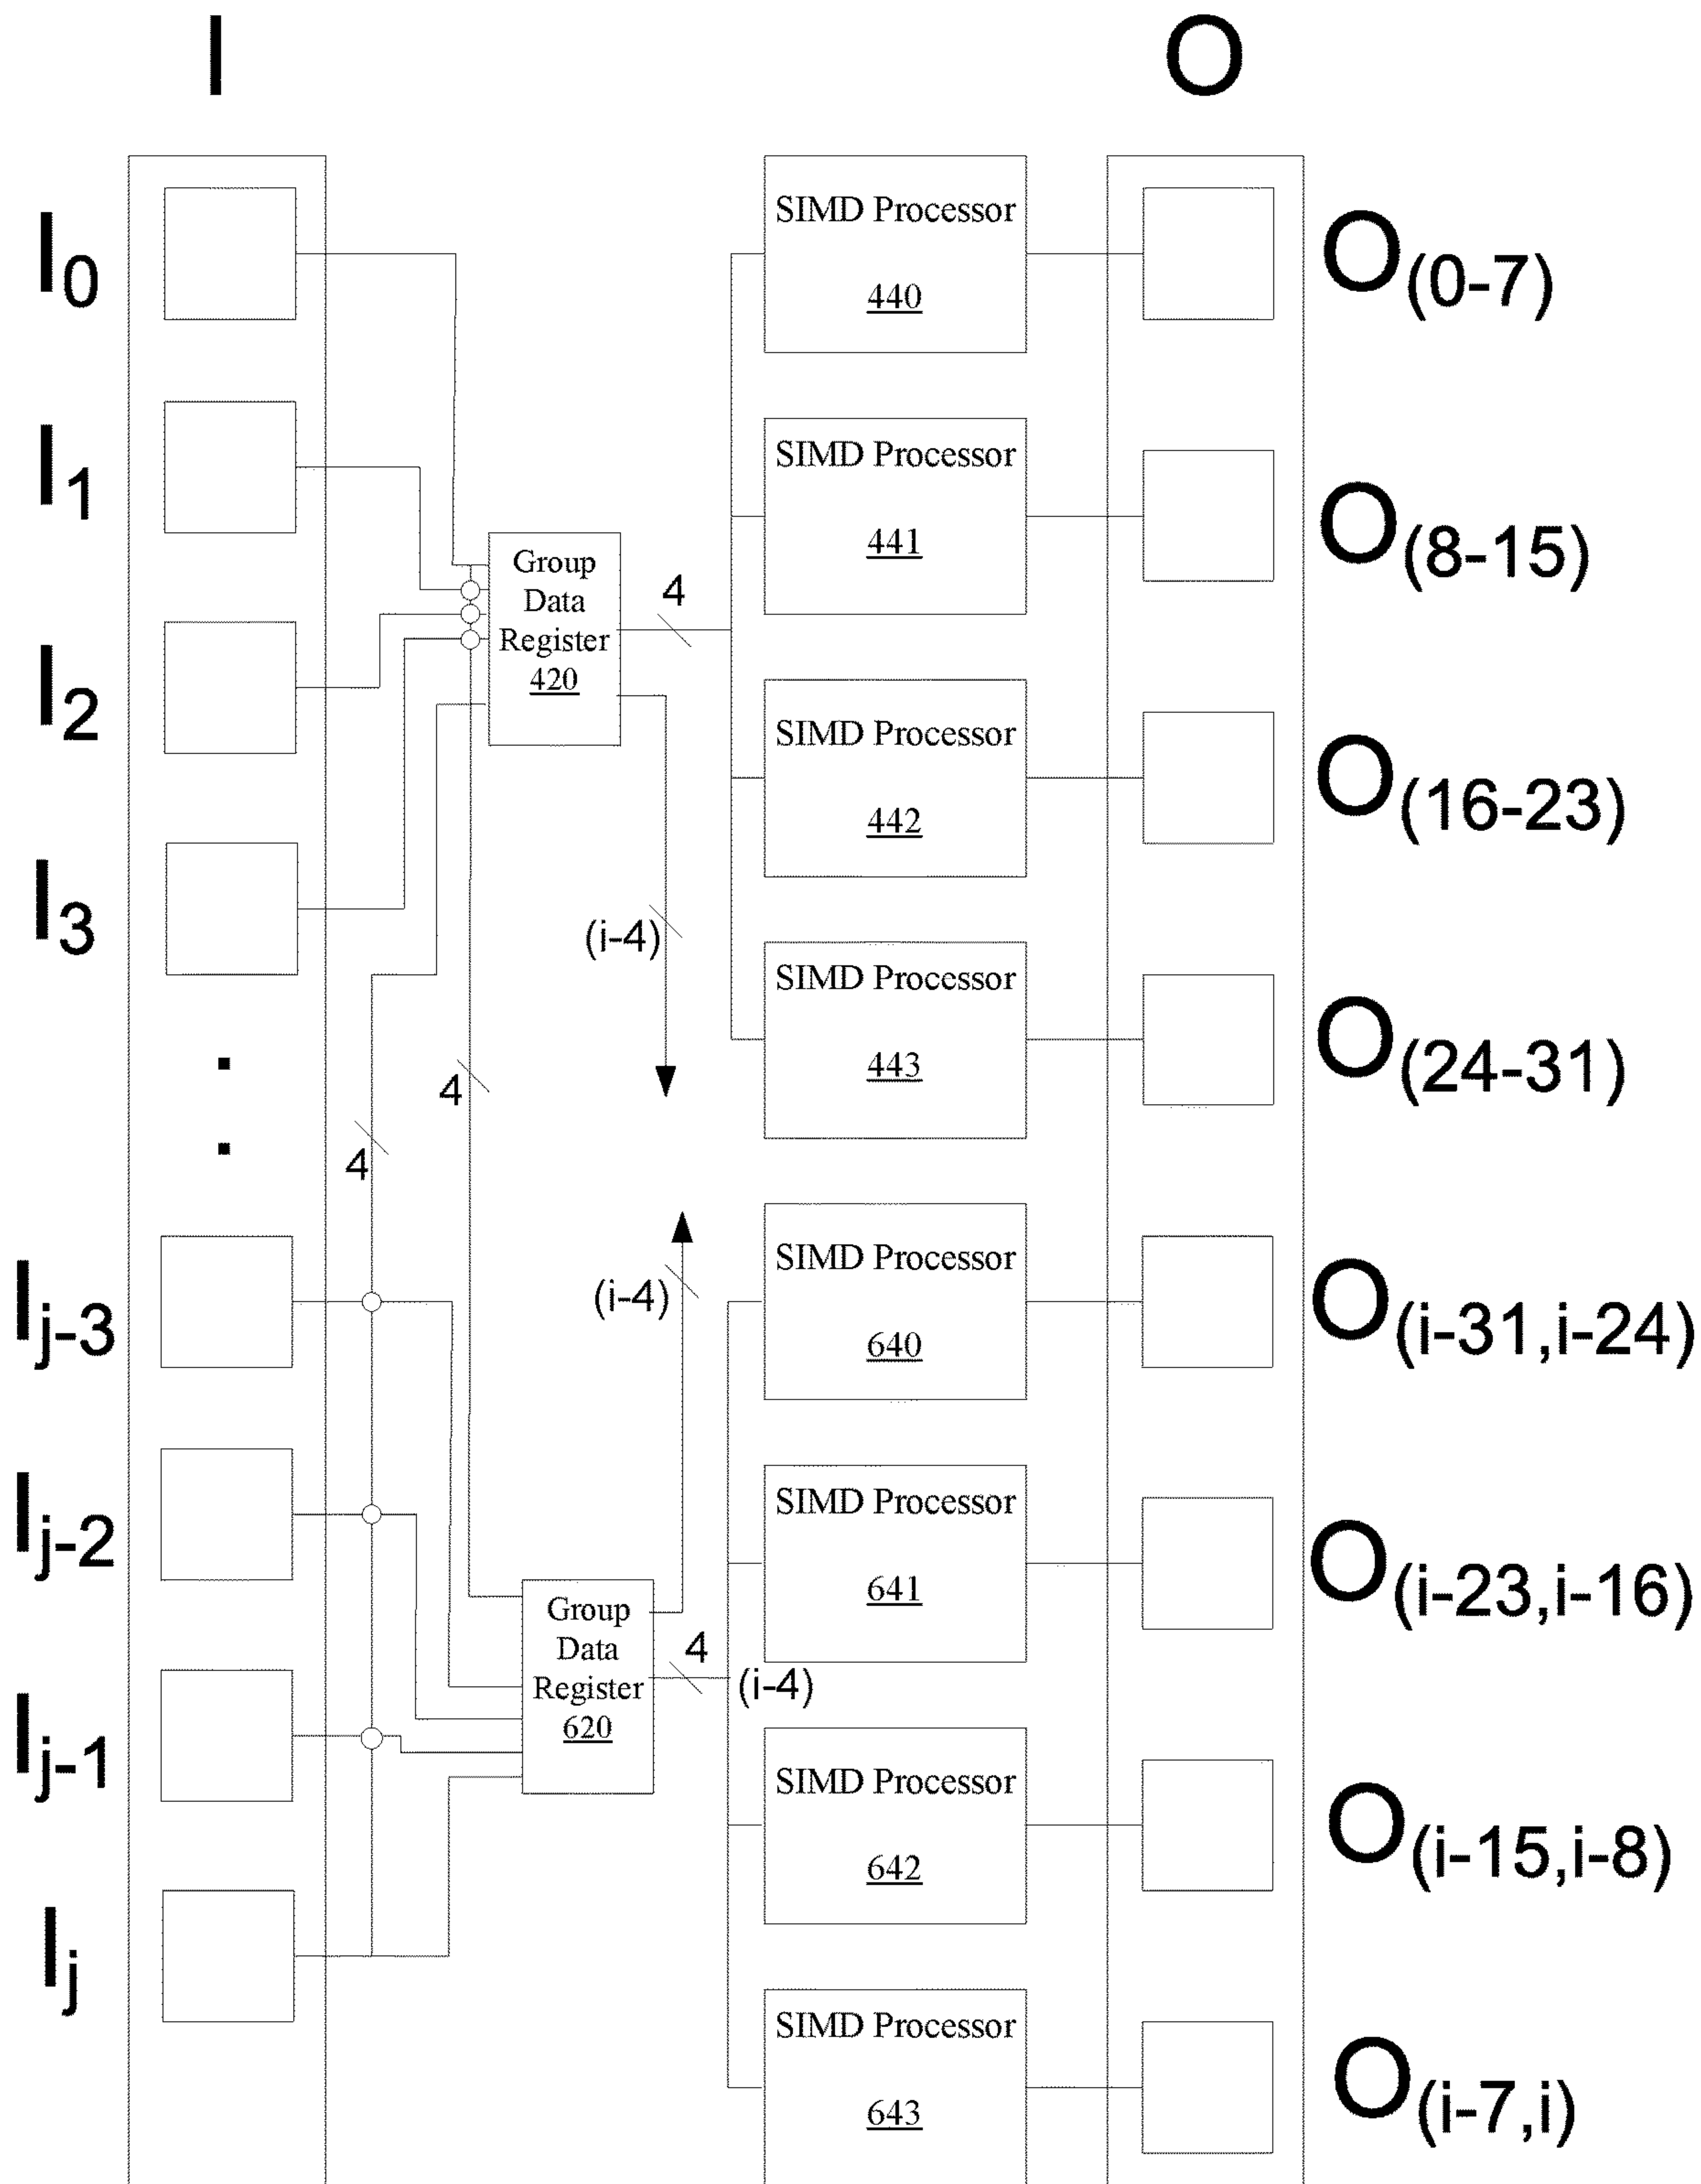 I
O
I0
SIMD Processor
440
O(0-7)
I1
SIMD Processor
441
O(8-15)
Group
Data
Register
420
4
I2
SIMD Processor
442
O(16-23)
I3
(i-4)
SIMD Processor
443
O(24-31)
4
4
Ij-3
(i-4)
SIMD Processor
640
O(i-31,i-24)
Ij-2
SIMD Processor
641
O(i-23,i-16)
Group
Data
Register
620
4
(i-4)
Ij-1
SIMD Processor
642
O(i-15,i-8)
Ij
SIMD Processor
643
O(i-7,i)